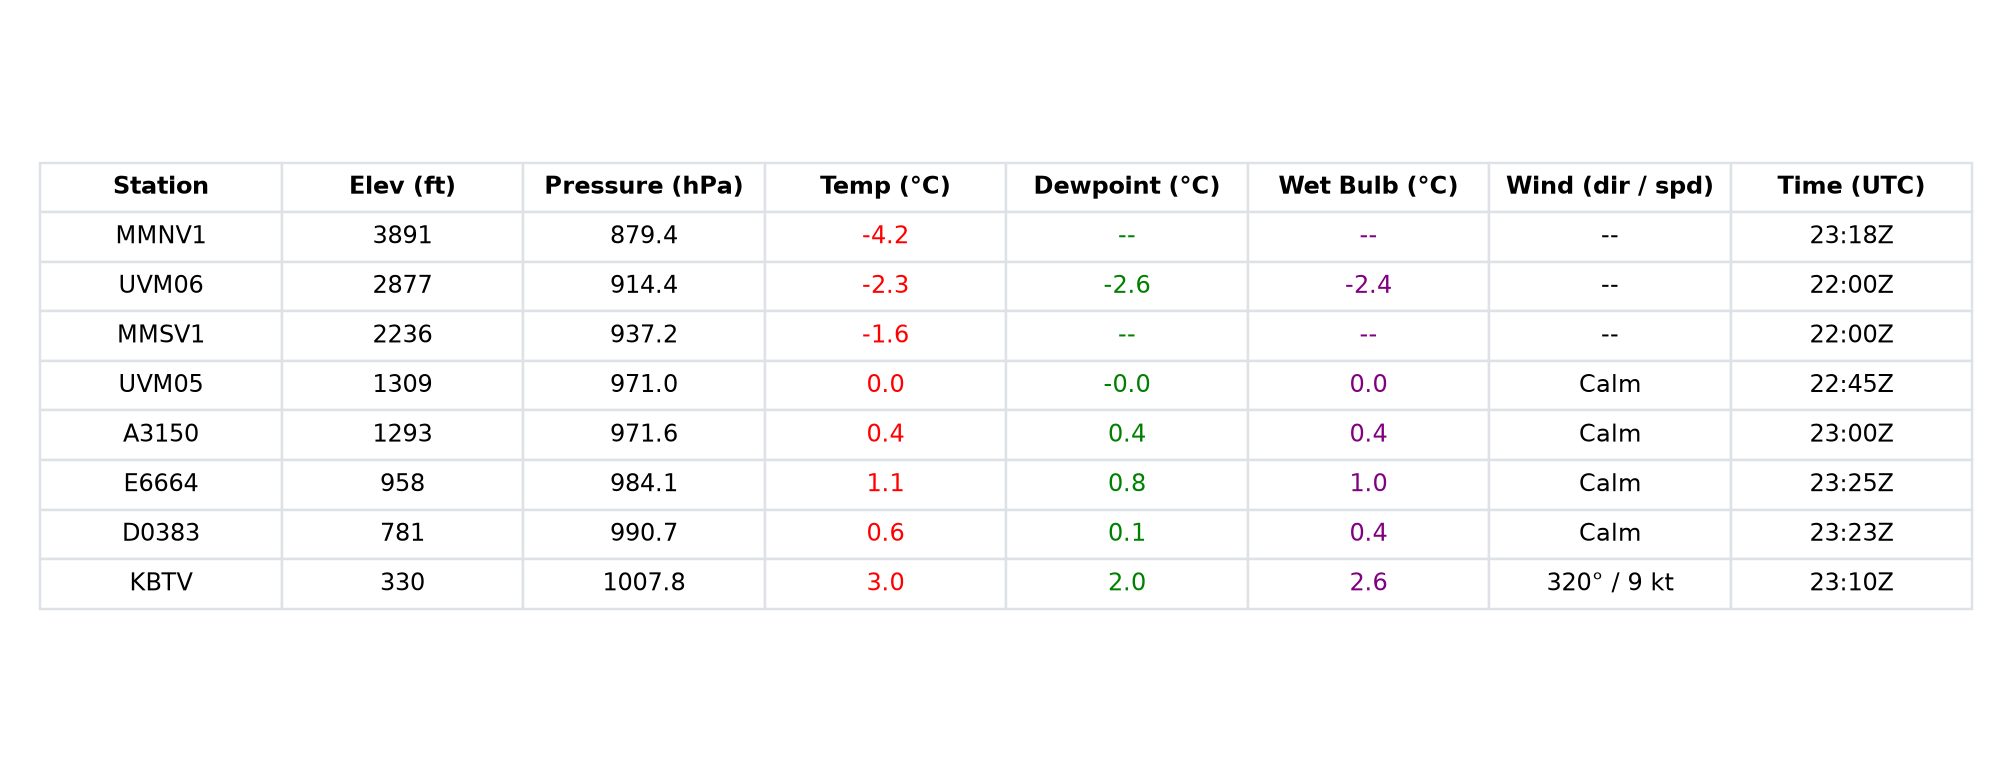 Station Elev (ft) Pressure (hPa) Temp (°C) Dewpoint (°C) Wet Bulb (°C) Wind (dir / spd) Time (UTC)
MMNV1 3891 879.4 -4.2 -- -- -- 23:18Z
UVM06 2877 914.4 -2.3 -2.6 -2.4 -- 22:00Z
MMSV1 2236 937.2 -1.6 -- -- -- 22:00Z
UVM05 1309 971.0 0.0 -0.0 0.0 Calm 22:45Z
A3150 1293 971.6 0.4 0.4 0.4 Calm 23:00Z
E6664 958 984.1 1.1 0.8 1.0 Calm 23:25Z
D0383 781 990.7 0.6 0.1 0.4 Calm 23:23Z
KBTV 330 1007.8 3.0 2.0 2.6 320° / 9 kt 23:10Z